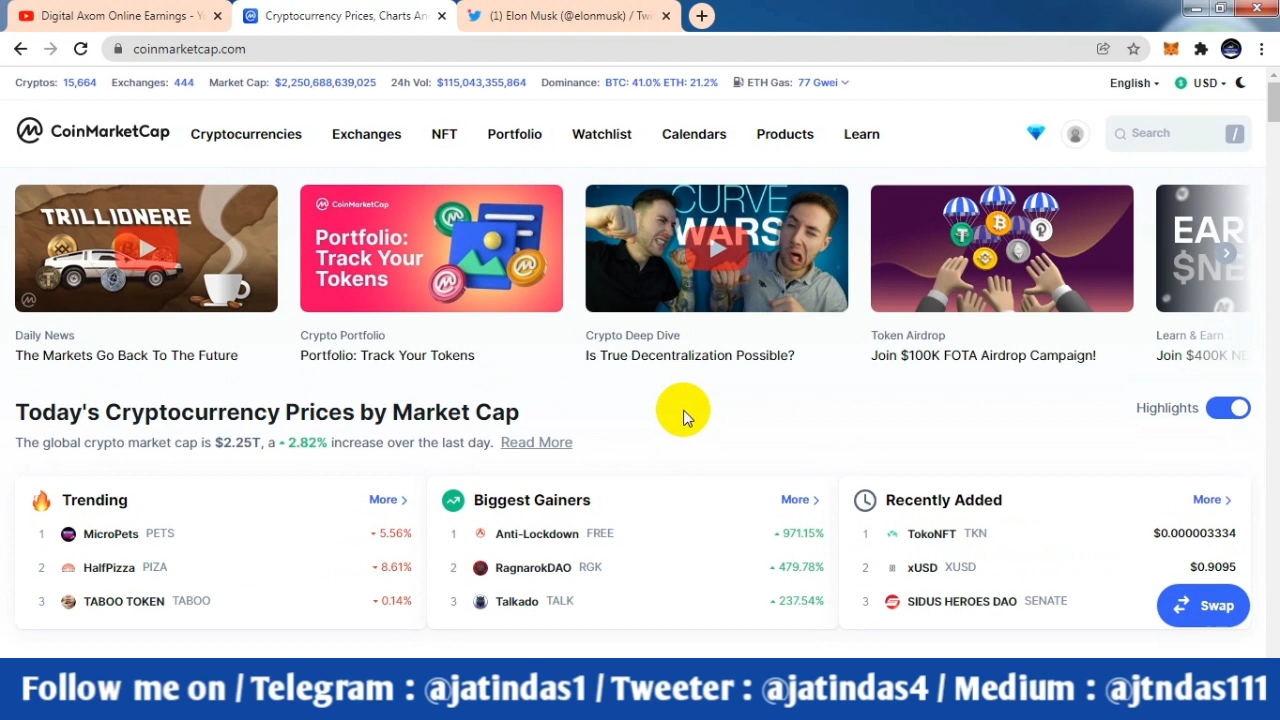 Digital Axom Online Earnings - Y
Cryptocurrency Prices, Charts An
(1) Elon Musk (@elonmusk) / Tw
coinmarketcap.com
Cryptos: 15,664 Exchanges: 444 Market Cap: $2,250,688,639,025 24h Vol: $115,043,355,864 Dominance: BTC: 41.0% ETH: 21.2% ETH Gas: 77 Gwei English USD
CoinMarketCap Cryptocurrencies Exchanges NFT Portfolio Watchlist Calendars Products Learn Search /
TRILLIONERE
CoinMarketCap
Portfolio:
Track Your
Tokens
CURVE
WARS
EAR
$NE
Daily News
The Markets Go Back To The Future
Crypto Portfolio
Portfolio: Track Your Tokens
Crypto Deep Dive
Is True Decentralization Possible?
Token Airdrop
Join $100K FOTA Airdrop Campaign!
Learn & Earn
Join $400K NE
Today's Cryptocurrency Prices by Market Cap
Highlights
The global crypto market cap is $2.25T, a 2.82% increase over the last day. Read More
Trending More
1 MicroPets PETS 5.56%
2 HalfPizza PIZA 8.61%
3 TABOO TOKEN TABOO 0.14%
Biggest Gainers More
1 Anti-Lockdown FREE 971.15%
2 RagnarokDAO RGK 479.78%
3 Talkado TALK 237.54%
Recently Added More
1 TokoNFT TKN $0.000003334
2 xUSD XUSD $0.9095
3 SIDUS HEROES DAO SENATE
Swap
Follow me on / Telegram : @jatindas1 / Tweeter : @jatindas4 / Medium : @jtndas111